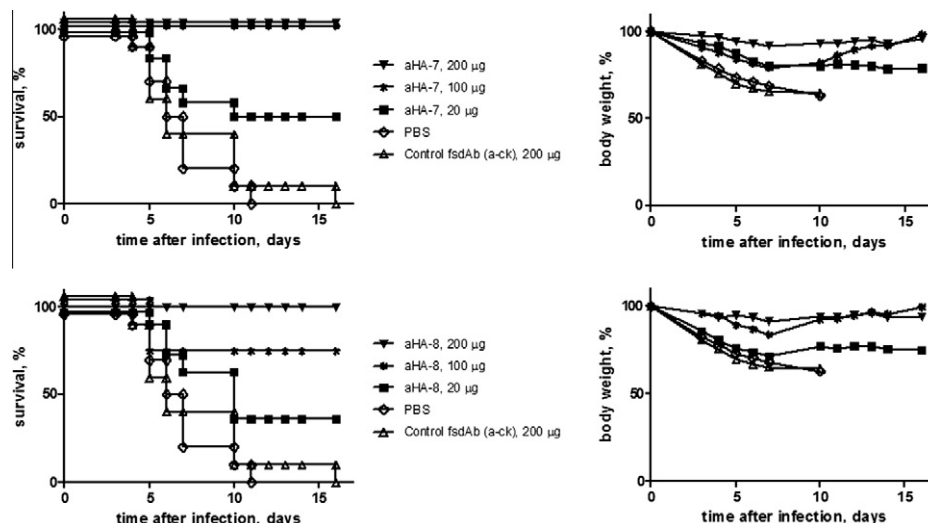 survival, %
100
50
0
0
5
10
15
time after infection, days
aHA-7, 200 µg
aHA-7, 100 µg
aHA-7, 20 µg
PBS
Control fsdAb (a-ck), 200 µg
body weight, %
100
50
0
0
5
10
15
time after infection, days
survival, %
100
50
0
0
5
10
15
time after infection, days
aHA-8, 200 µg
aHA-8, 100 µg
aHA-8, 20 µg
PBS
Control fsdAb (a-ck), 200 µg
body weight, %
100
50
0
0
5
10
15
time after infection, days